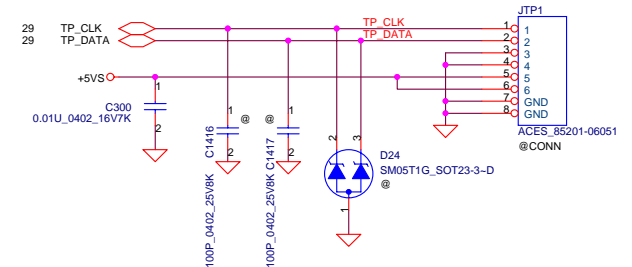 JTP1
29 TP_CLK
TP_CLK
1
1
29 TP_DATA
TP_DATA
2
2
3
3
4
4
+5VS
5
5
6
6
7
GND
8
GND
ACES_85201-06051
@CONN
1
C300
0.01U_0402_16V7K
2
1
@
C1416
2
100P_0402_25V8K
1
@
C1417
2
100P_0402_25V8K
2
3
D24
SM05T1G_SOT23-3~D
@
1